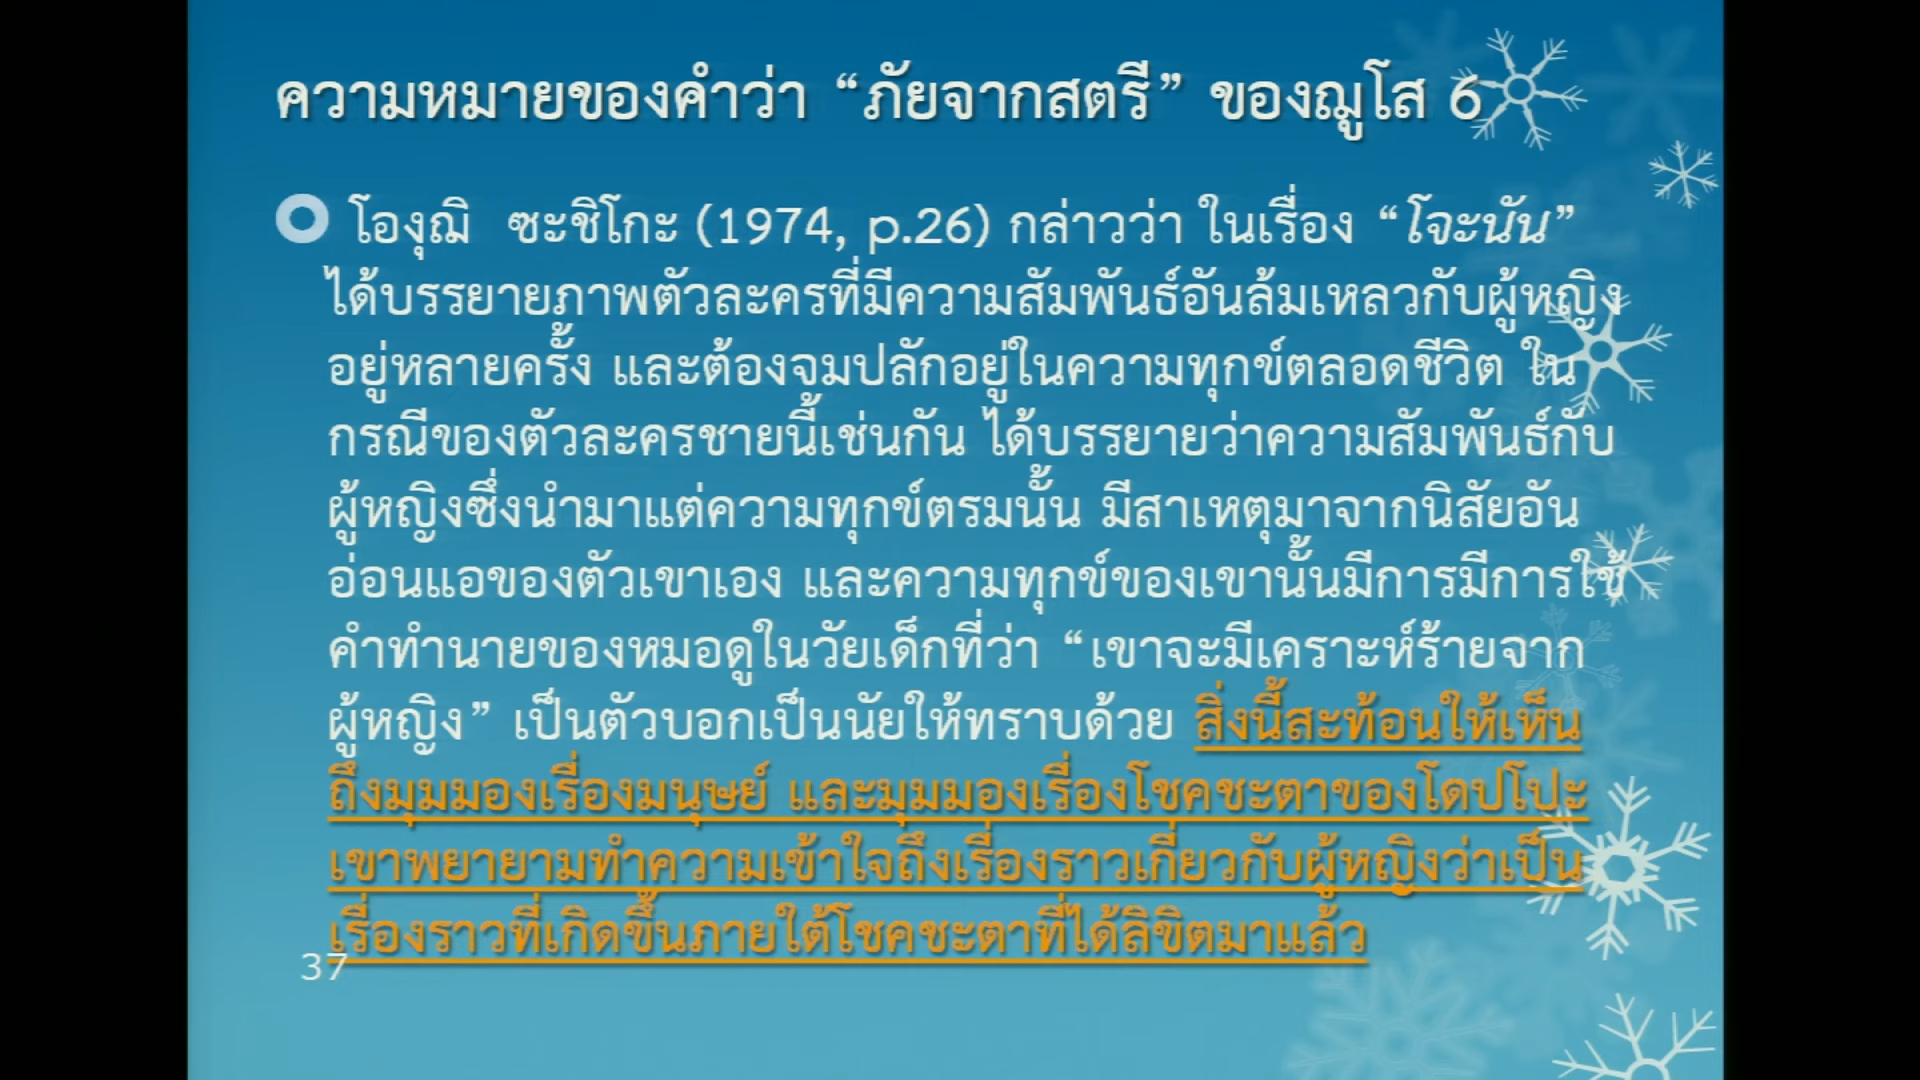 ความหมายของคำว่า “ภัยจากสตรี” ของฌูโส 6
โองุฌิ ซะชิโกะ (1974, p.26) กล่าวว่า ในเรื่อง “โจะนัน”
ได้บรรยายภาพตัวละครที่มีความสัมพันธ์อันล้มเหลวกับผู้หญิง
อยู่หลายครั้ง และต้องจมปลักอยู่ในความทุกข์ตลอดชีวิต ใน
กรณีของตัวละครชายนี้เช่นกัน ได้บรรยายว่าความสัมพันธ์กับ
ผู้หญิงซึ่งนำมาแต่ความทุกข์ตรมนั้น มีสาเหตุมาจากนิสัยอัน
อ่อนแอของตัวเขาเอง และความทุกข์ของเขานั้นมีการมีการใช้
คำทำนายของหมอดูในวัยเด็กที่ว่า “เขาจะมีเคราะห์ร้ายจาก
ผู้หญิง” เป็นตัวบอกเป็นนัยให้ทราบด้วย สิ่งนี้สะท้อนให้เห็น
ถึงมุมมองเรื่องมนุษย์ และมุมมองเรื่องโชคชะตาของโดปโปะ
เขาพยายามทำความเข้าใจถึงเรื่องราวเกี่ยวกับผู้หญิงว่าเป็น
เรื่องราวที่เกิดขึ้นภายใต้โชคชะตาที่ได้ลิขิตมาแล้ว
37